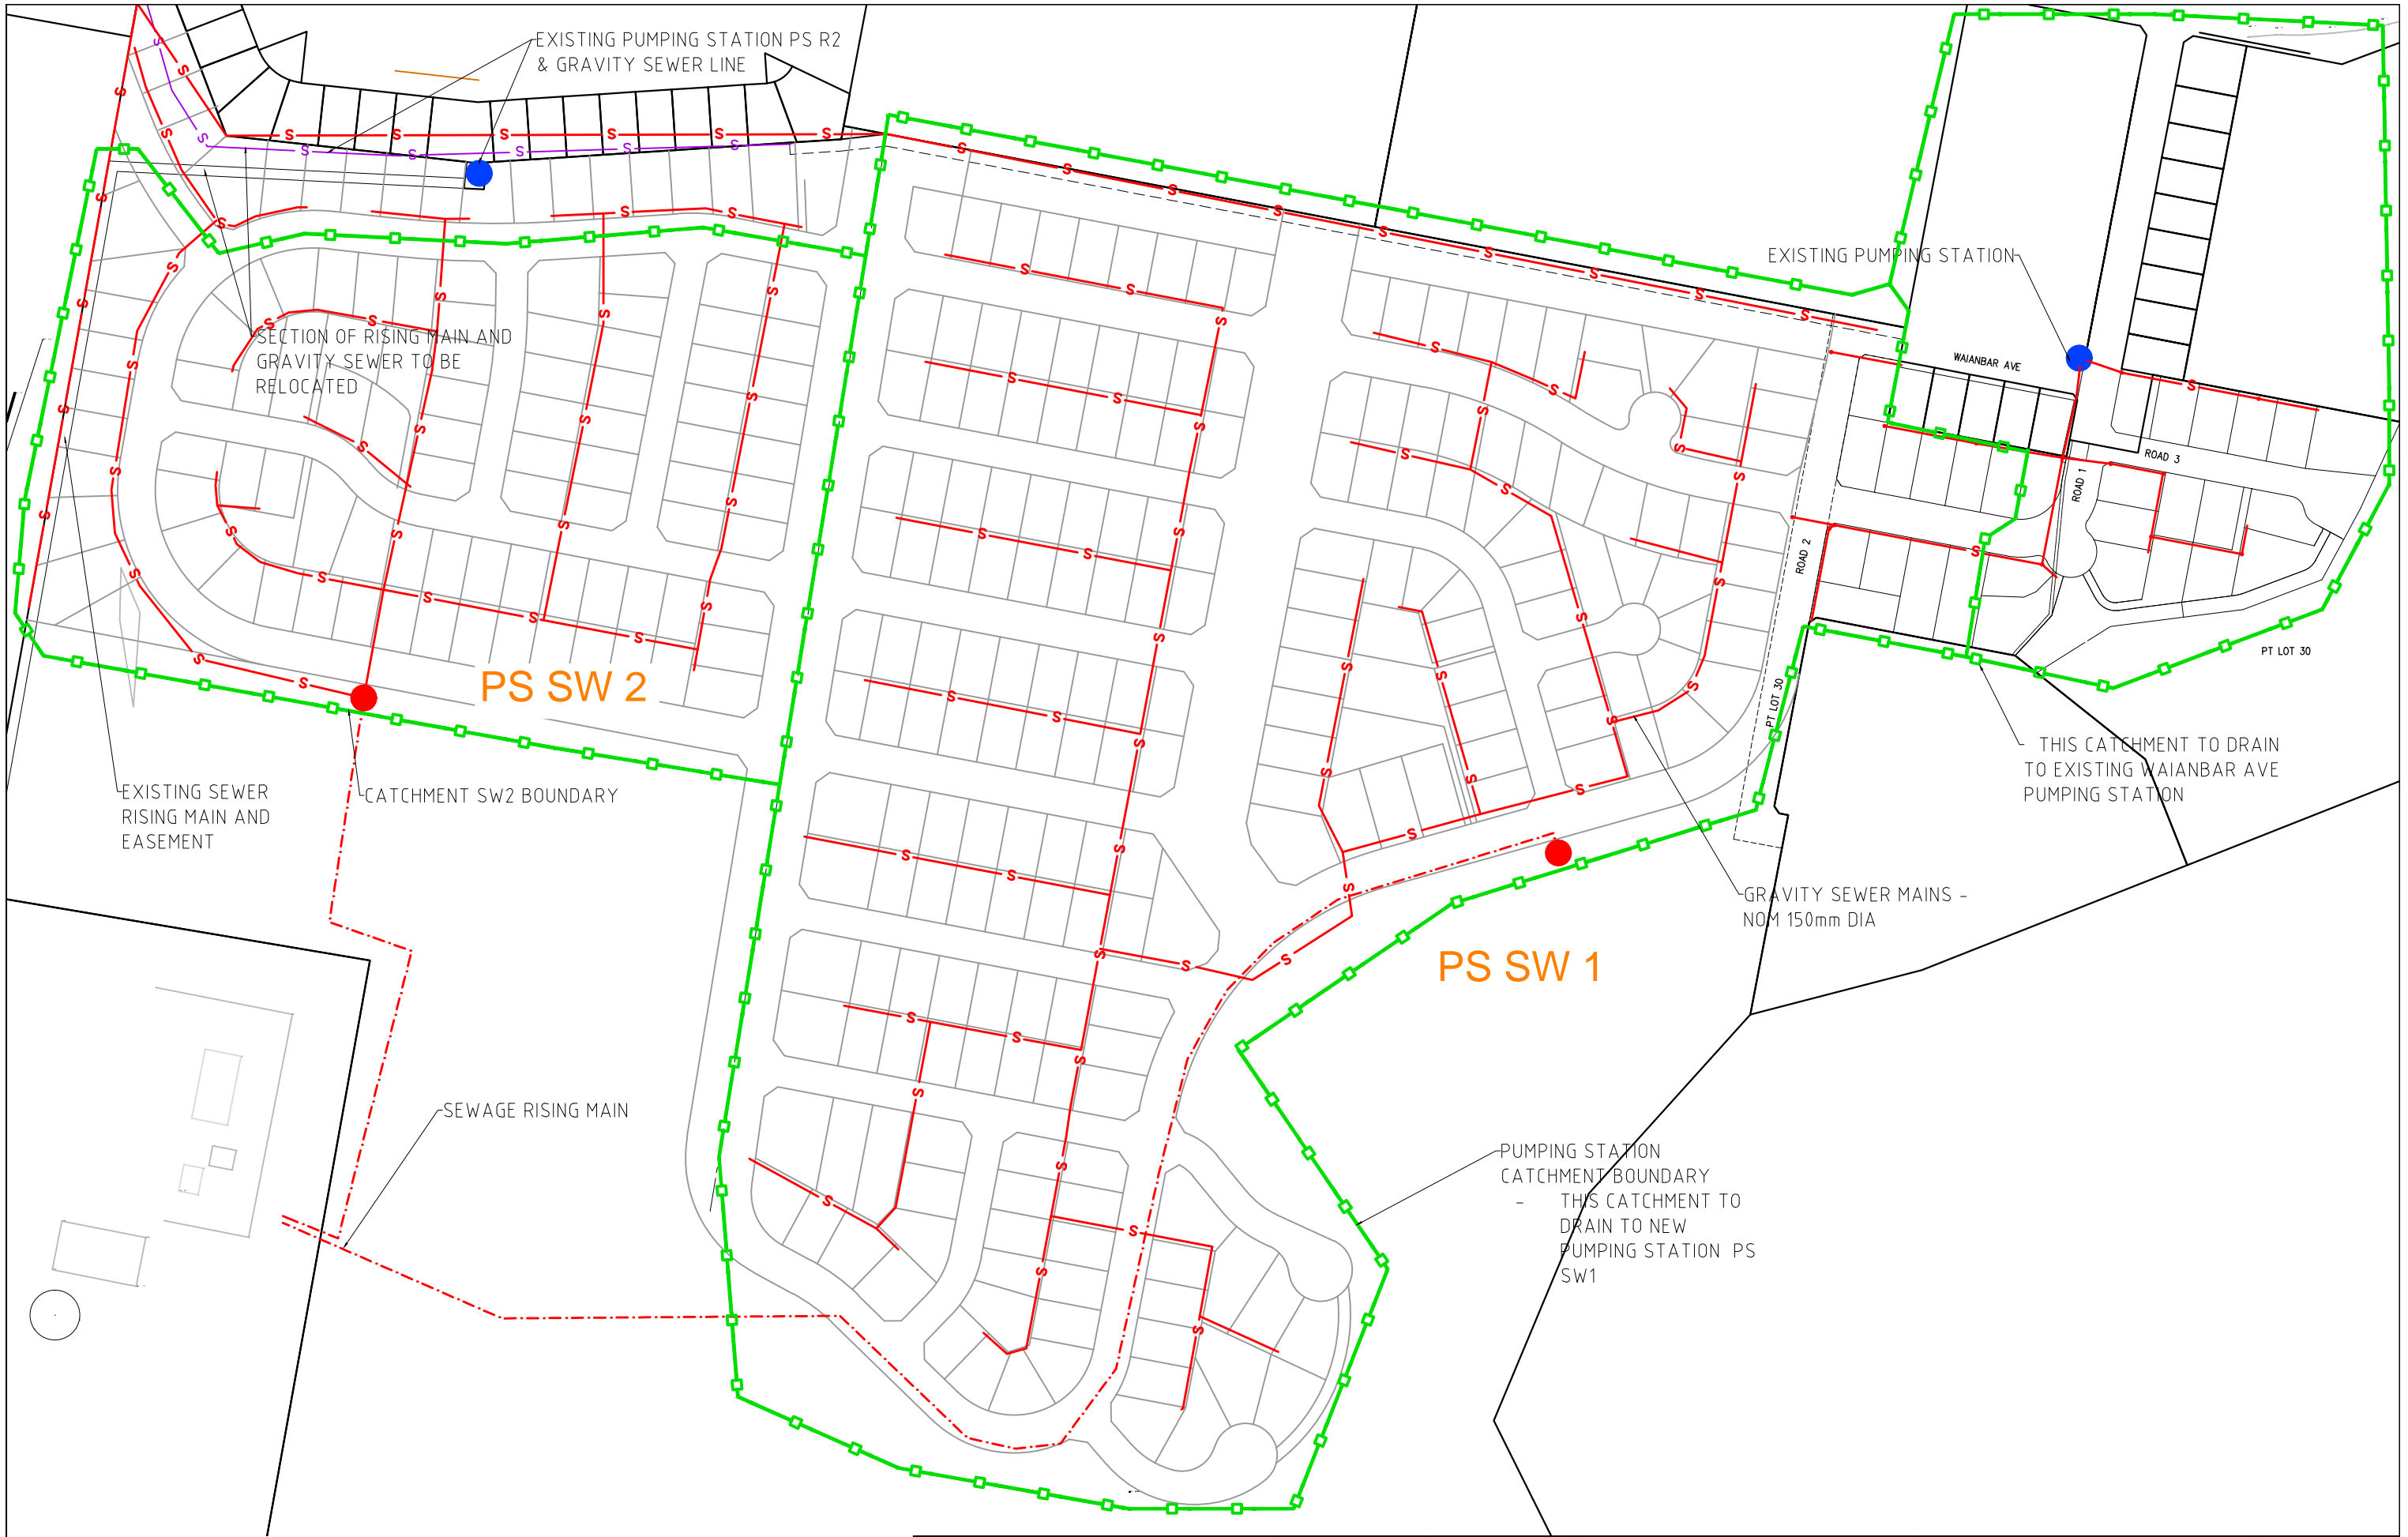 EXISTING PUMPING STATION PS R2
& GRAVITY SEWER LINE
EXISTING PUMPING STATION
WAIANBAR AVE
SECTION OF RISING MAIN AND
GRAVITY SEWER TO BE
RELOCATED
ROAD 3
ROAD 1
ROAD 2
PT LOT 30
PT LOT 30
PS SW 2
EXISTING SEWER
RISING MAIN AND
EASEMENT
CATCHMENT SW2 BOUNDARY
THIS CATCHMENT TO DRAIN
TO EXISTING WAIANBAR AVE
PUMPING STATION
GRAVITY SEWER MAINS -
NOM 150mm DIA
PS SW 1
SEWAGE RISING MAIN
PUMPING STATION
CATCHMENT BOUNDARY
- THIS CATCHMENT TO
DRAIN TO NEW
PUMPING STATION PS
SW1